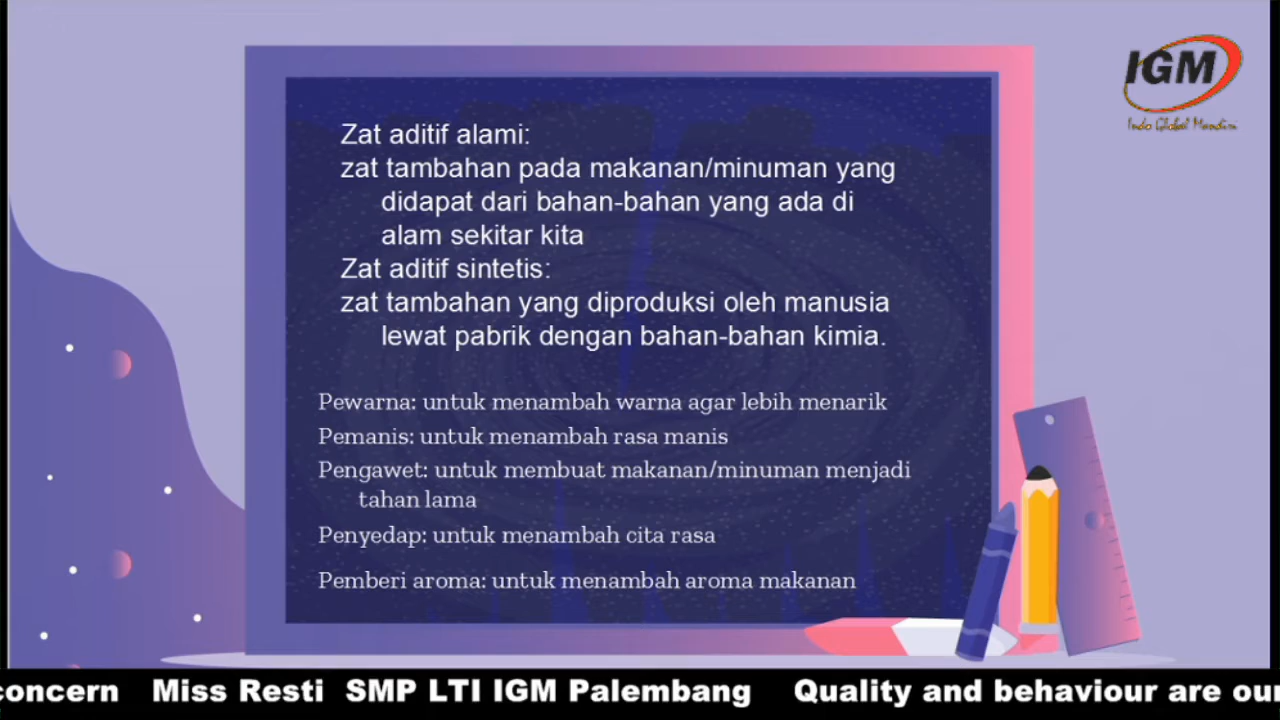 IGM
Indo Global Mandiri
Zat aditif alami:
zat tambahan pada makanan/minuman yang
didapat dari bahan-bahan yang ada di
alam sekitar kita
Zat aditif sintetis:
zat tambahan yang diproduksi oleh manusia
lewat pabrik dengan bahan-bahan kimia.
Pewarna: untuk menambah warna agar lebih menarik
Pemanis: untuk menambah rasa manis
Pengawet: untuk membuat makanan/minuman menjadi
tahan lama
Penyedap: untuk menambah cita rasa
Pemberi aroma: untuk menambah aroma makanan
concern Miss Resti SMP LTI IGM Palembang Quality and behaviour are our